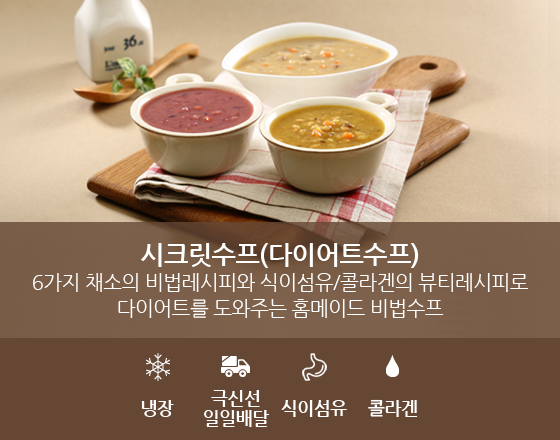 36
시크릿수프(다이어트수프)
6가지 채소의 비법레시피와 식이섬유/콜라겐의 뷰티레시피로
다이어트를 도와주는 홈메이드 비법수프
냉장
극신선
일일배달
식이섬유
콜라겐